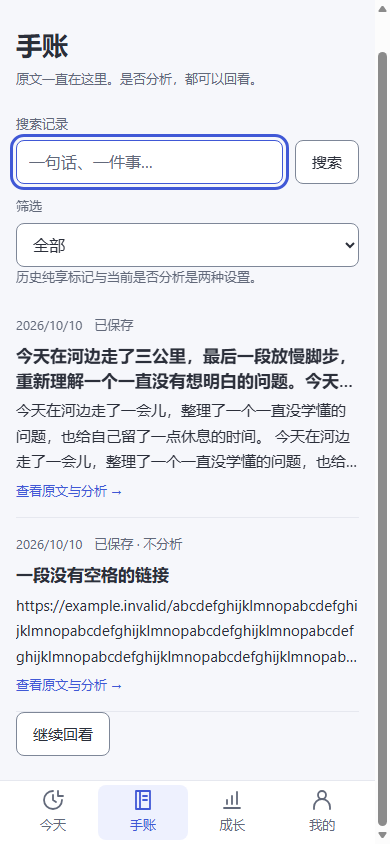 手账
原文一直在这里。是否分析，都可以回看。
搜索记录
一句话、一件事...
搜索
筛选
全部
历史纯享标记与当前是否分析是两种设置。
2026/10/10 已保存
今天在河边走了三公里，最后一段放慢脚步，
重新理解一个一直没有想明白的问题。今天...
今天在河边走了一会儿，整理了一个一直没学懂的
问题，也给自己留了一点休息的时间。 今天在河边
走了一会儿，整理了一个一直没学懂的问题，也给...
查看原文与分析 →
2026/10/10 已保存 · 不分析
一段没有空格的链接
https://example.invalid/abcdefghijklmnopabcdefghi
jklmnopabcdefghijklmnopabcdefghijklmnopabcdef
ghijklmnopabcdefghijklmnopabcdefghijklmnopab...
查看原文与分析 →
继续回看
今天
手账
成长
我的